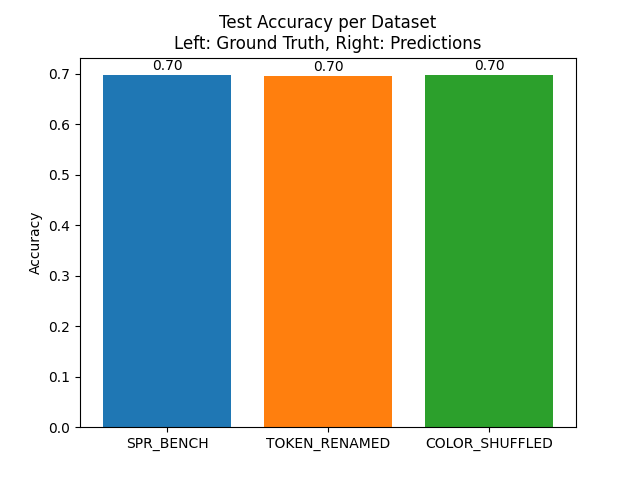 Test Accuracy per Dataset
Left: Ground Truth, Right: Predictions
0.70 0.70 0.70
0.7
0.6
0.5
0.4
0.3
0.2
0.1
0.0
Accuracy
SPR_BENCH TOKEN_RENAMED COLOR_SHUFFLED